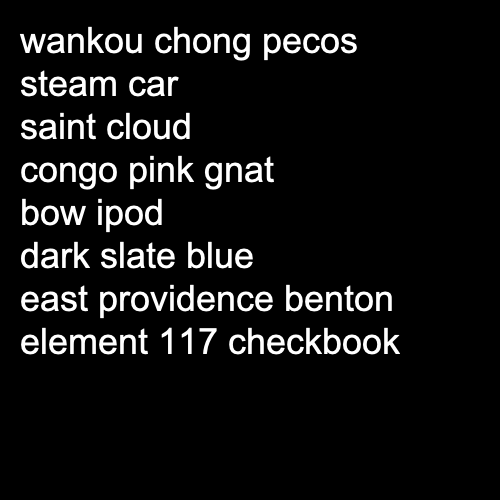 wankou chong pecos
steam car
saint cloud
congo pink gnat
bow ipod
dark slate blue
east providence benton
element 117 checkbook